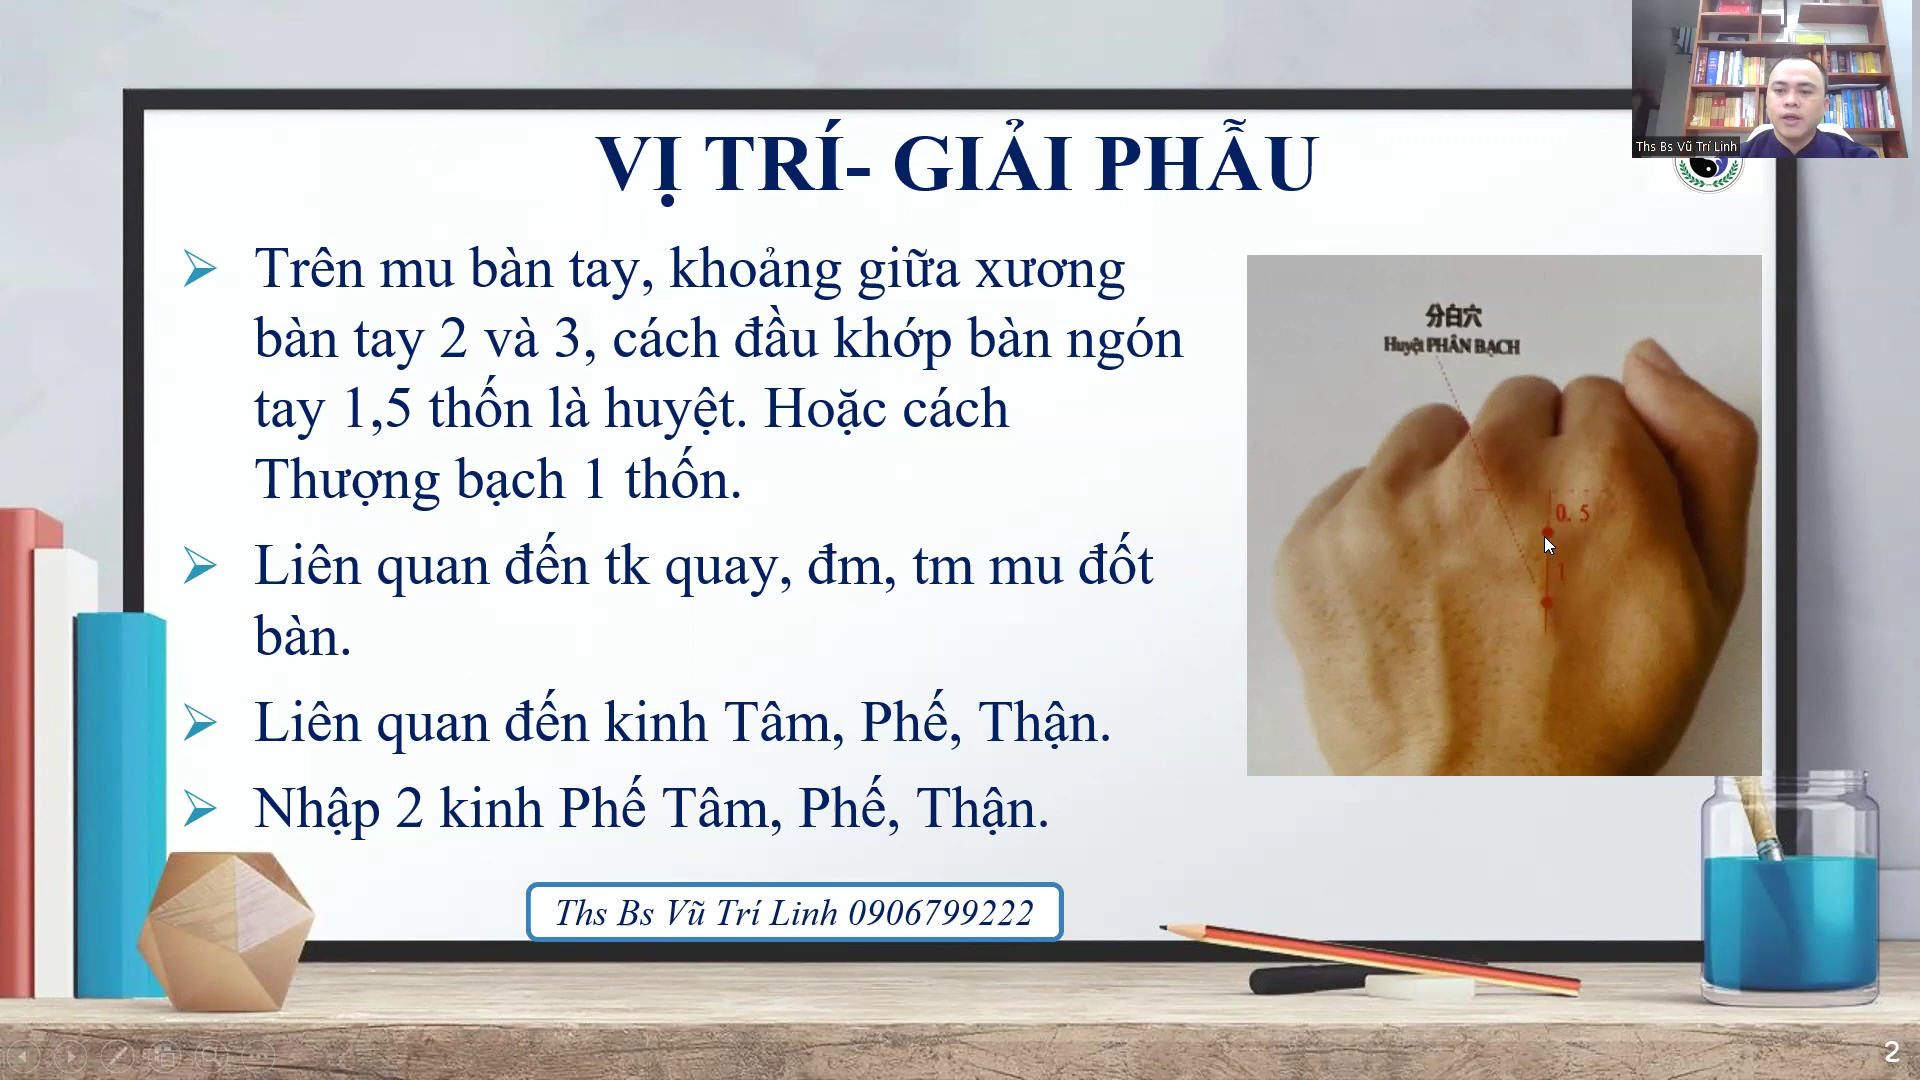 VỊ TRÍ- GIẢI PHẪU
Ths Bs Vũ Trí Linh
Trên mu bàn tay, khoảng giữa xương
bàn tay 2 và 3, cách đầu khớp bàn ngón
tay 1,5 thốn là huyệt. Hoặc cách
Thượng bạch 1 thốn.
Liên quan đến tk quay, đm, tm mu đốt
bàn.
Liên quan đến kinh Tâm, Phế, Thận.
Nhập 2 kinh Phế Tâm, Phế, Thận.
分白穴
Huyệt PHÂN BẠCH
0. 5
1
Ths Bs Vũ Trí Linh 0906799222
2